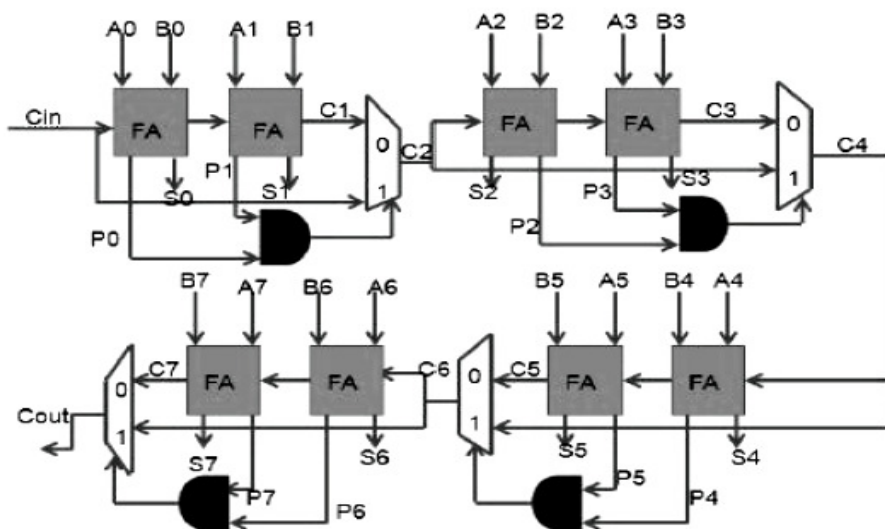 A0 B0 A1 B1 A2 B2 A3 B3
Cin FA FA C1 0 1 C2 FA FA C3 0 1 C4
P0 S0 P1 S1 S2 P2 P3 S3
B7 A7 B6 A6 B5 A5 B4 A4
Cout 0 1 C7 FA FA C6 0 1 C5 FA FA
S7 P7 P6 S6 S5 P5 P4 S4